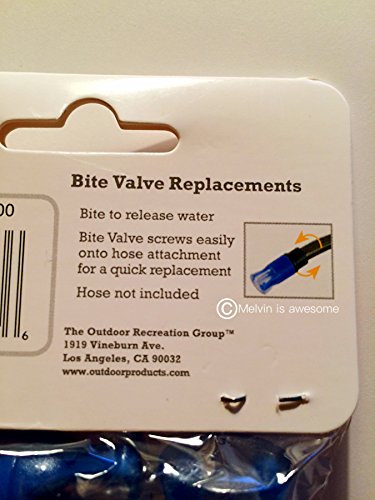 Bite Valve Replacements
Bite to release water
Bite Valve screws easily
onto hose attachment
for a quick replacement
Hose not included
00
6
©Melvin is awesome
The Outdoor Recreation Group™
1919 Vineburn Ave.
Los Angeles, CA 90032
www.outdoorproducts.com